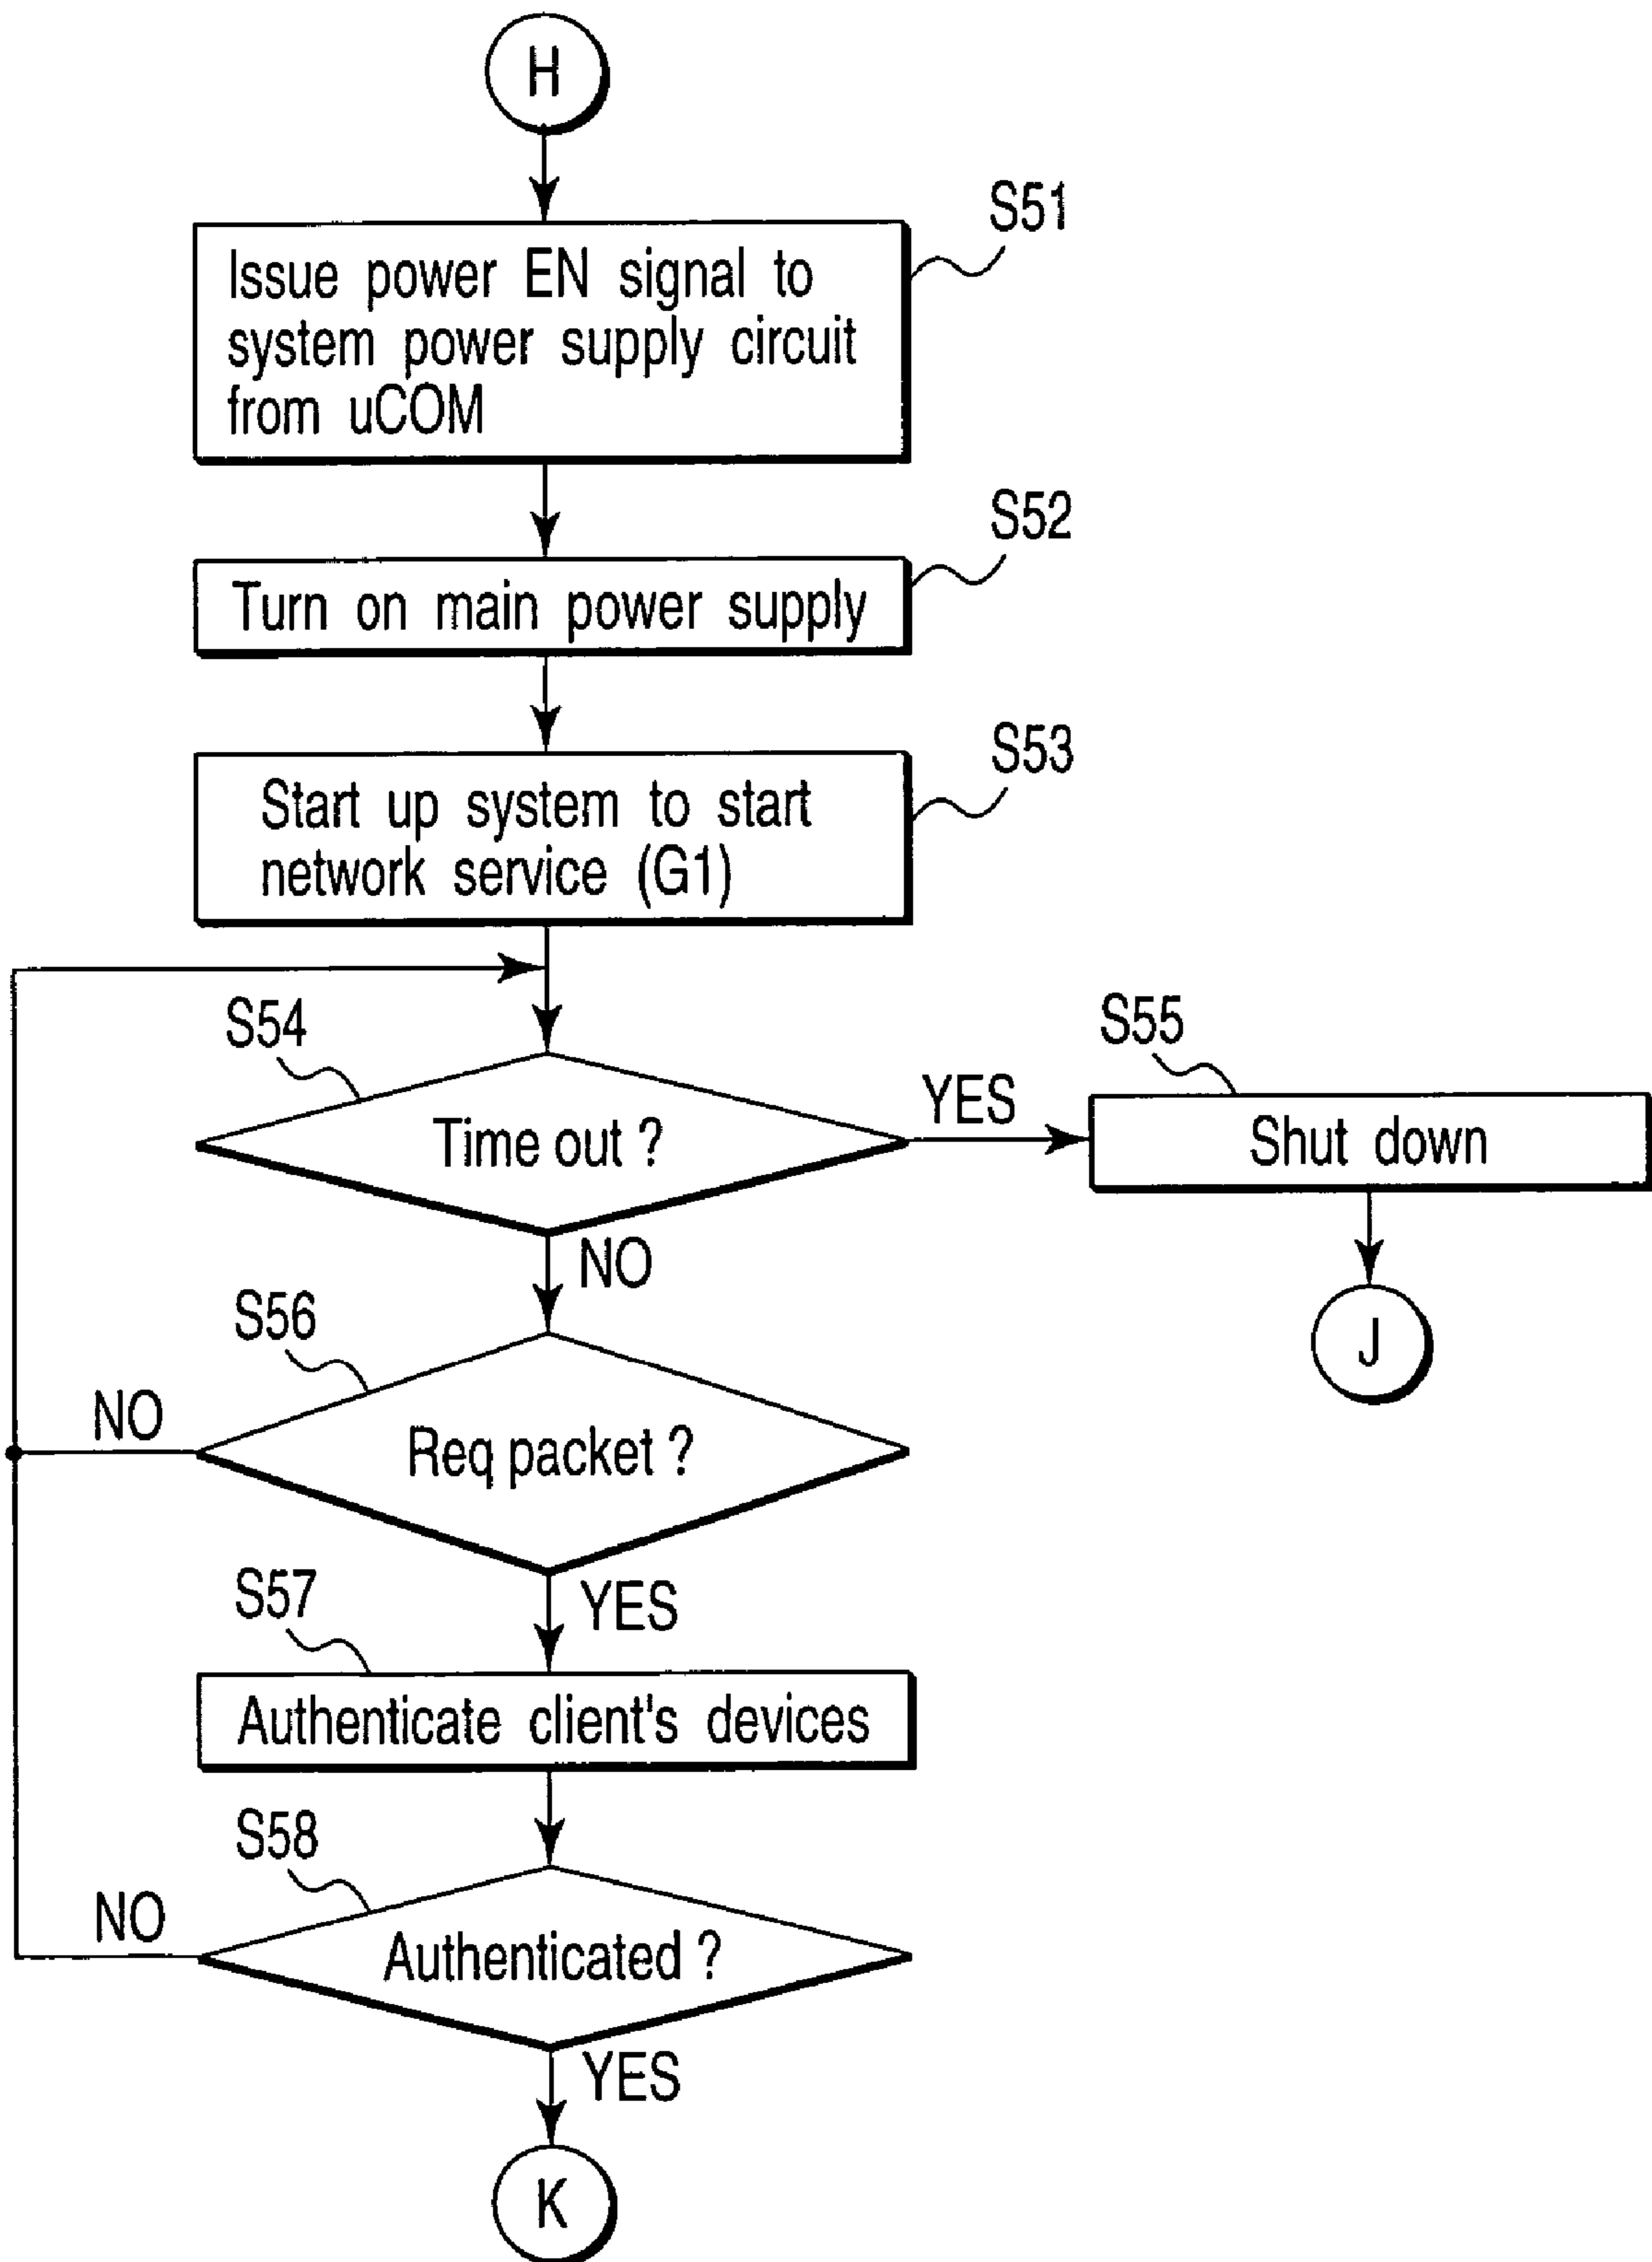 H
S51
Issue power EN signal to
system power supply circuit
from uCOM
S52
Turn on main power supply
S53
Start up system to start
network service (G1)
S54
Time out ?
YES
S55
Shut down
J
NO
S56
Req packet ?
NO
YES
S57
Authenticate client's devices
S58
Authenticated ?
NO
YES
K